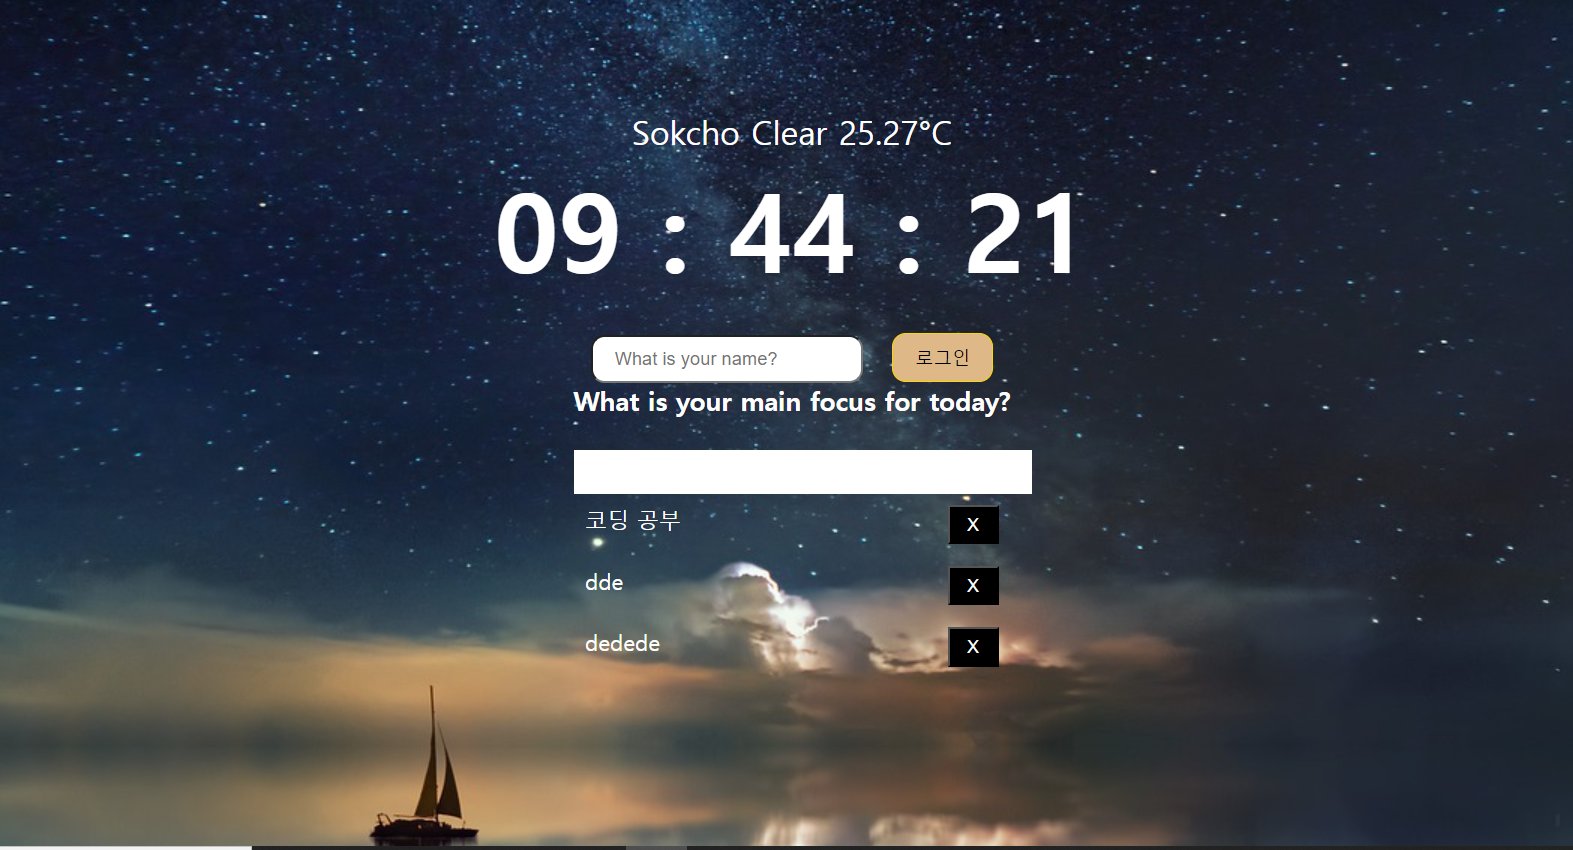 Sokcho Clear 25.27°C
09 : 44 : 21
What is your name? 로그인
What is your main focus for today?
코딩 공부 X
dde X
dedede X